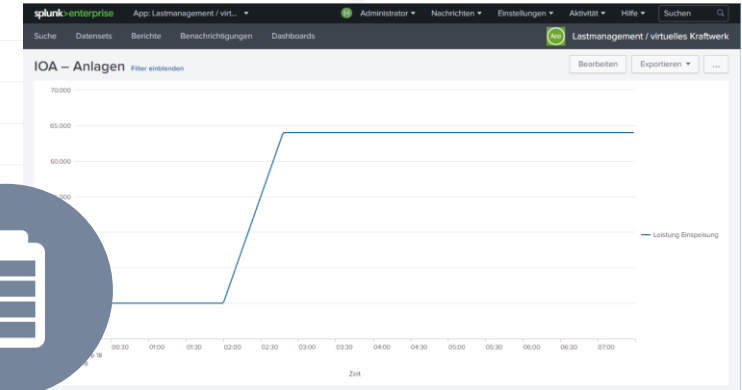 splunk>enterprise App: Lastmanagement / virt... Administrator Nachrichten Einstellungen Aktivität Hilfe Suchen
Suche Datensets Berichte Benachrichtigungen Dashboards App Lastmanagement / virtuelles Kraftwerk
IOA – Anlagen Filter einblenden Bearbeiten Exportieren ...
70.000
65.000
60.000
Leistung Einspeisung
00:30 01:00 01:30 02:00 02:30 03:00 03:30 04:00 04:30 05:00 05:30 06:00 06:30 07:00
Zeit